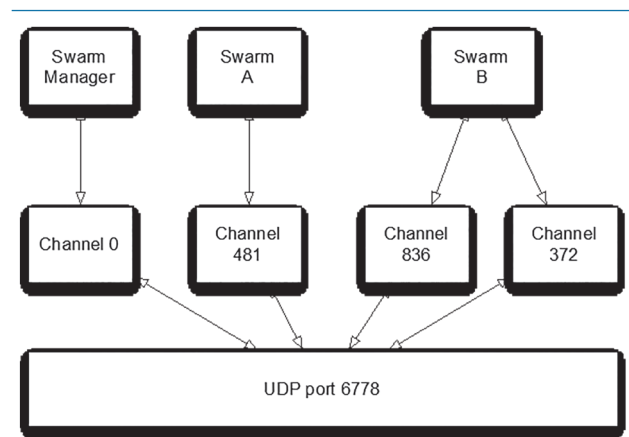 Swarm
Manager
Swarm
A
Swarm
B
Channel 0
Channel
481
Channel
836
Channel
372
UDP port 6778